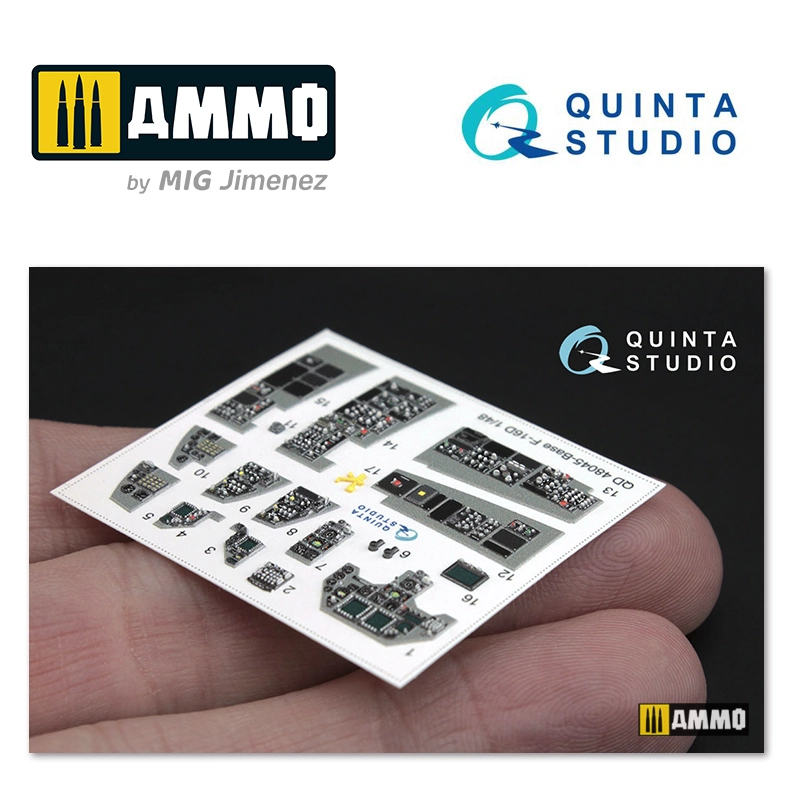 AMMO
by MIG Jimenez
QUINTA
STUDIO
QUINTA
STUDIO
QD 48045-Base F-16D 1/48
15
11
14
13
10
17
9
5
4
8
QUINTA
STUDIO
3
7
6
12
2
16
1
AMMO